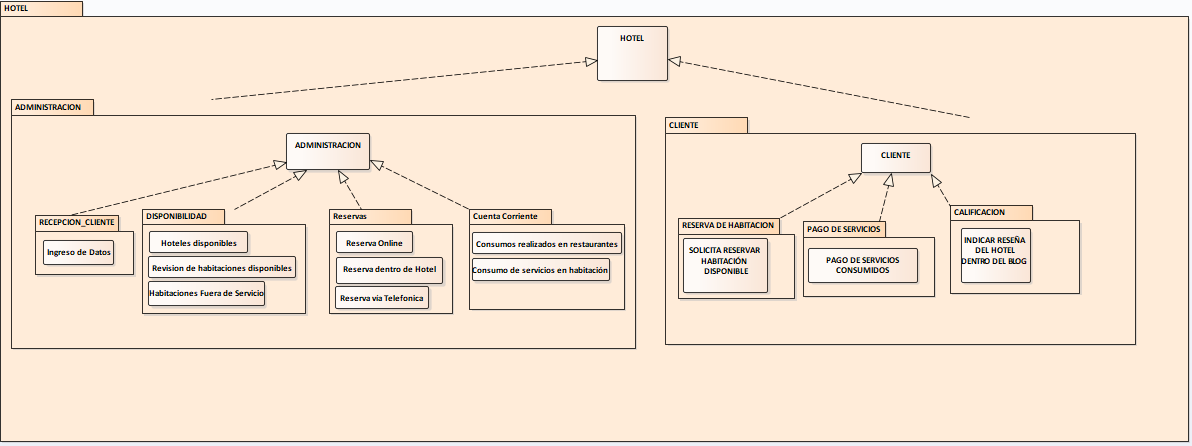 HOTEL
HOTEL
ADMINISTRACION
ADMINISTRACION
RECEPCION_CLIENTE
Ingreso de Datos
DISPONIBILIDAD
Hoteles disponibles
Revision de habitaciones disponibles
Habitaciones Fuera de Servicio
Reservas
Reserva Online
Reserva dentro de Hotel
Reserva vía Telefonica
Cuenta Corriente
Consumos realizados en restaurantes
Consumo de servicios en habitación
CLIENTE
CLIENTE
RESERVA DE HABITACION
SOLICITA RESERVAR
HABITACIÓN
DISPONIBLE
PAGO DE SERVICIOS
PAGO DE SERVICIOS
CONSUMIDOS
CALIFICACION
INDICAR RESEÑA
DEL HOTEL
DENTRO DEL BLOG